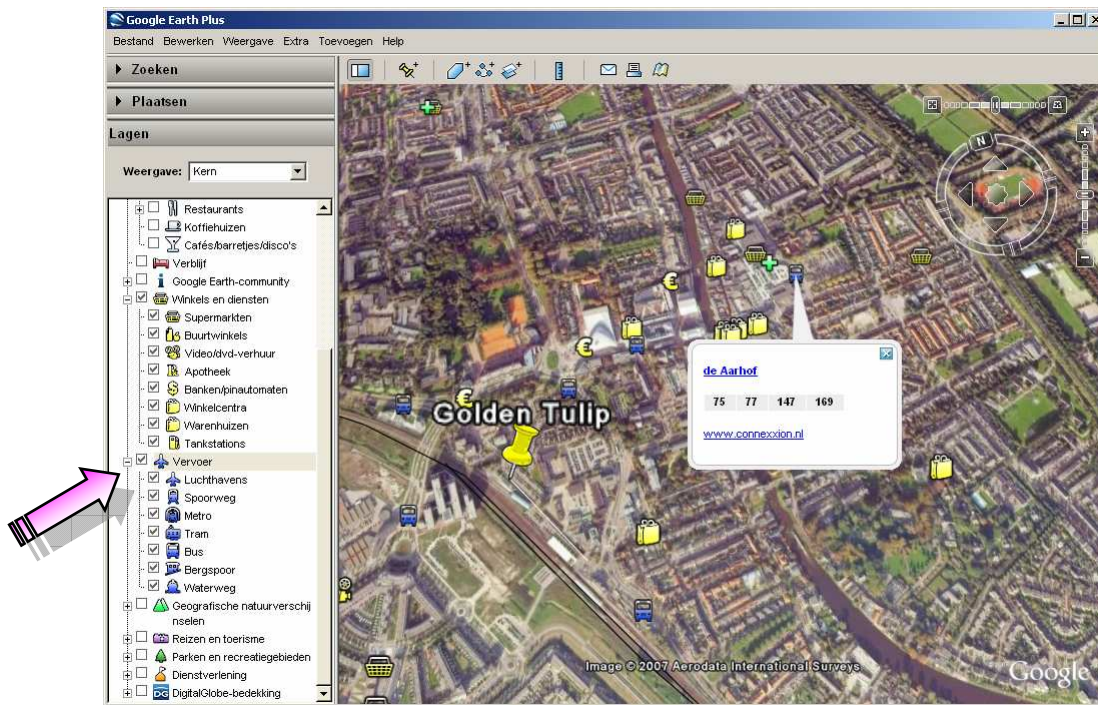 Google Earth Plus
Bestand Bewerken Weergave Extra Toevoegen Help
Zoeken
Plaatsen
Lagen
Weergave: Kern
Restaurants
Koffiehuizen
Cafés/barretjes/disco's
Verblijf
Google Earth-community
Winkels en diensten
Supermarkten
Buurtwinkels
Video/dvd-verhuur
Apotheek
Banken/pinautomaten
Winkelcentra
Warenhuizen
Tankstations
Vervoer
Luchthavens
Spoorweg
Metro
Tram
Bus
Bergspoor
Waterweg
Geografische natuurverschij
nselen
Reizen en toerisme
Parken en recreatiegebieden
Dienstverlening
DG DigitalGlobe-bedekking
N
de Aarhof
75 77 147 169
www.connexxion.nl
Golden Tulip
Image © 2007 Aerodata International Surveys
Google